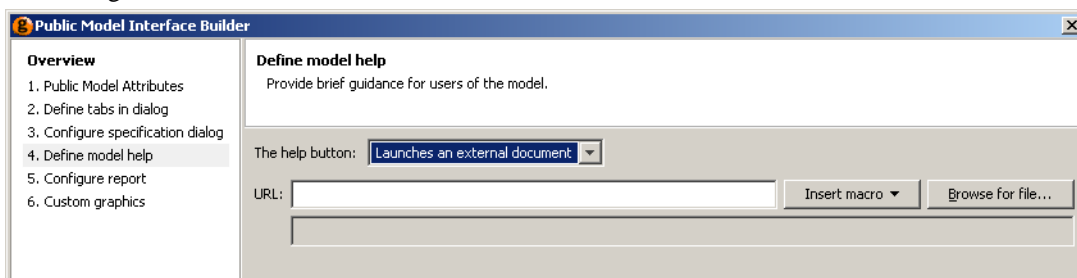 Public Model Interface Builder
Overview
1. Public Model Attributes
2. Define tabs in dialog
3. Configure specification dialog
4. Define model help
5. Configure report
6. Custom graphics
Define model help
Provide brief guidance for users of the model.
The help button: Launches an external document
URL: Insert macro Browse for file...